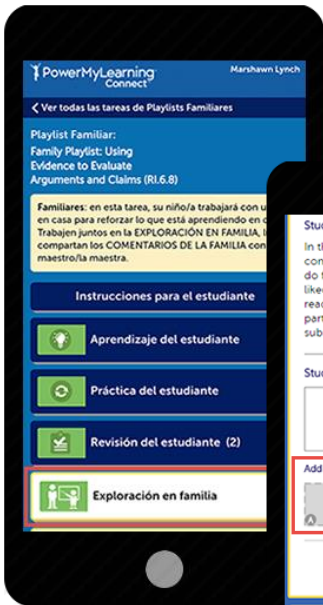 PowerMyLearning
Connect
Marshawn Lynch
Ver todas las tareas de Playlists Familiares
Playlist Familiar:
Family Playlist: Using
Evidence to Evaluate
Arguments and Claims (RI.6.8)
Familiares: en esta tarea, su niño/a trabajará con u
en casa para reforzar lo que está aprendiendo en c
Trabajen juntos en la EXPLORACIÓN EN FAMILIA, l
compartan los COMENTARIOS DE LA FAMILIA con
maestro/la maestra.
Instrucciones para el estudiante
Aprendizaje del estudiante
Práctica del estudiante
Revisión del estudiante (2)
Exploración en familia
Stu
In th
con
do
like
rea
part
sub
Stu
Add